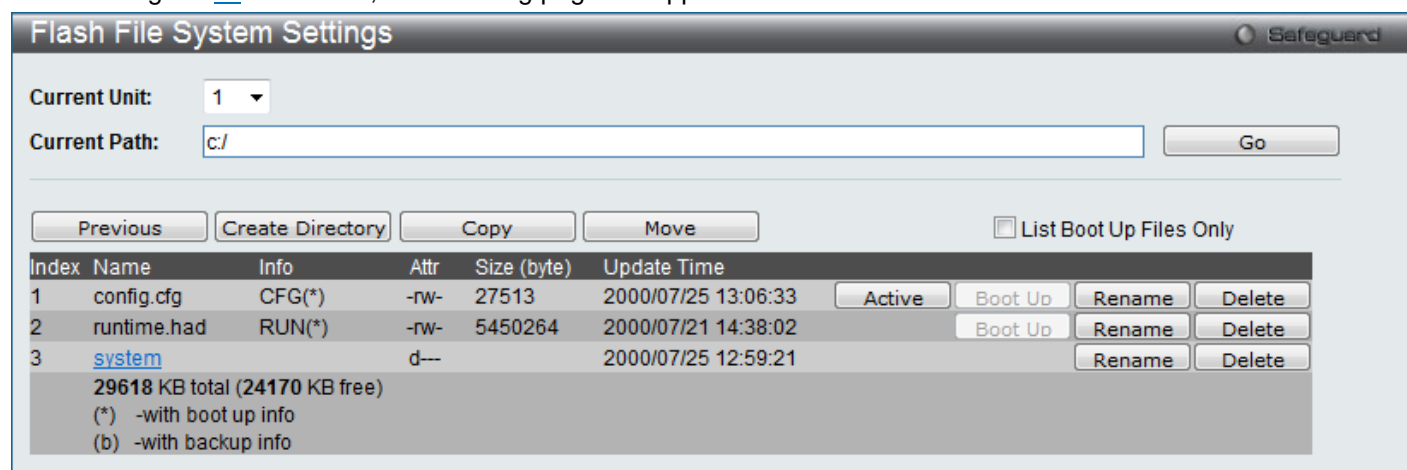 Flash File System Settings Safeguard
Current Unit: 1
Current Path: c:/ Go
Previous Create Directory Copy Move List Boot Up Files Only
Index Name Info Attr Size (byte) Update Time
1 config.cfg CFG(*) -rw- 27513 2000/07/25 13:06:33 Active Boot Up Rename Delete
2 runtime.had RUN(*) -rw- 5450264 2000/07/21 14:38:02 Boot Up Rename Delete
3 system d--- 2000/07/25 12:59:21 Rename Delete
29618 KB total (24170 KB free)
(*) -with boot up info
(b) -with backup info